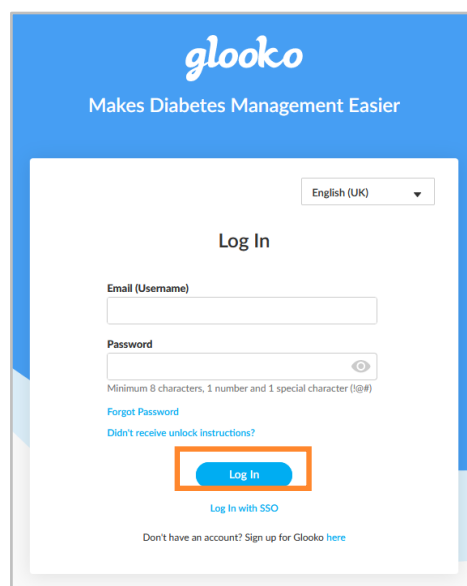 glooko
Makes Diabetes Management Easier
English (UK)
Log In
Email (Username)
Password
Minimum 8 characters, 1 number and 1 special character (!@#)
Forgot Password
Didn't receive unlock instructions?
Log In
Log In with SSO
Don't have an account? Sign up for Glooko here